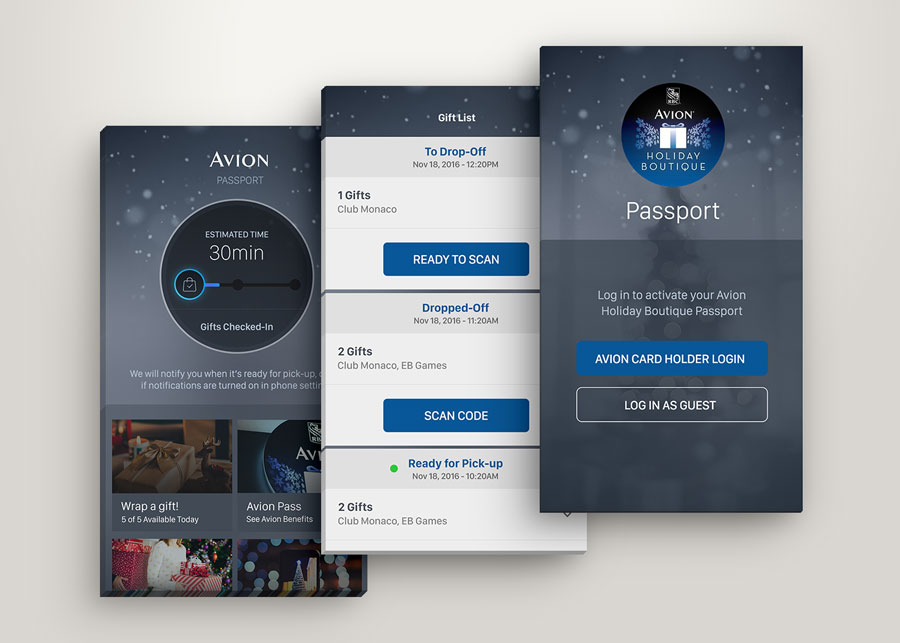 AVION
PASSPORT
ESTIMATED TIME
30min
Gifts Checked-In
We will notify you when it's ready for pick-up,
if notifications are turned on in phone
Wrap a gift!
5 of 5 Available Today
RBC
Avion Pass
See Avion Benefits
Gift List
To Drop-Off
Nov 18, 2016 - 12:20PM
1 Gifts
Club Monaco
READY TO SCAN
Dropped-Off
Nov 18, 2016 - 11:20AM
2 Gifts
Club Monaco, EB Games
SCAN CODE
Ready for Pick-up
Nov 18, 2016 - 10:20AM
2 Gifts
Club Monaco, EB Games
RBC
AVION
HOLIDAY
BOUTIQUE
Passport
Log in to activate your Avion
Holiday Boutique Passport
AVION CARD HOLDER LOGIN
LOG IN AS GUEST